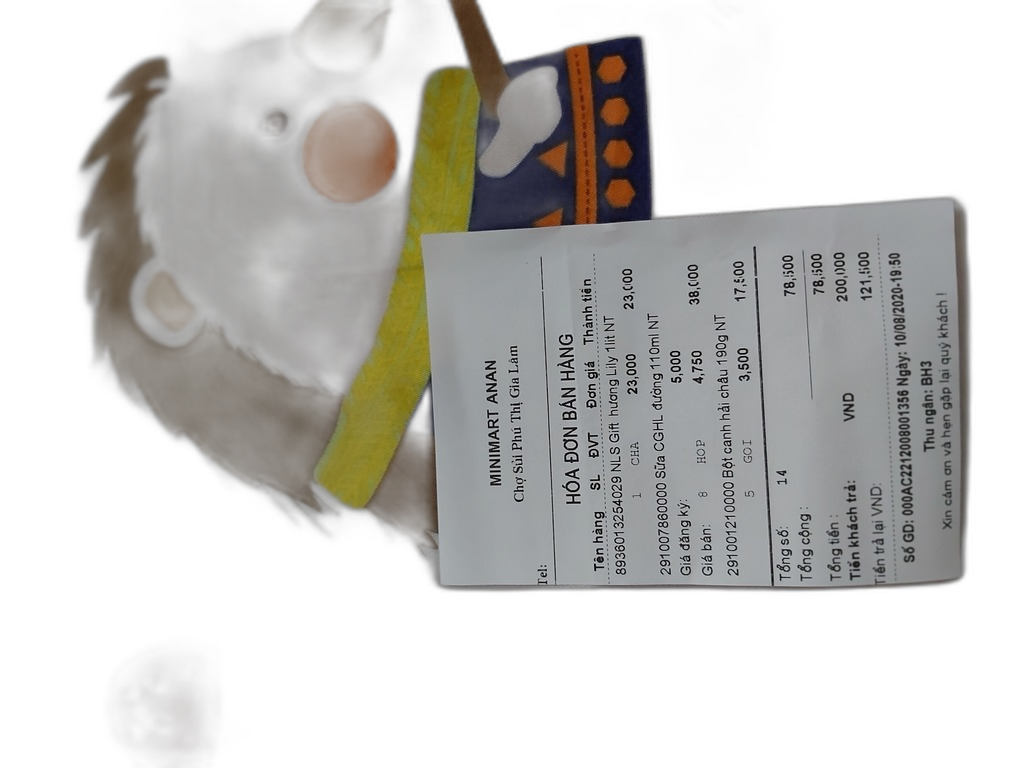 MINIMART ANAN
Chợ Sủi Phú Thị Gia Lâm
Tel:
HÓA ĐƠN BÁN HÀNG
Tên hàng SL ĐVT Đơn giá Thành tiền
8936013254029 NLS Gift hương Lily 1lit NT
1 CHA 23,000 23,000
2910078600000 Sữa CGHL đường 110ml NT
Giá đăng ký: 5,000
Giá bán: 8 HOP 4,750 38,000
2910012100000 Bột canh hải châu 190g NT
5 GOI 3,500 17,500
Tổng số: 14 78,500
Tổng cộng :
Tổng tiền : 78,500
Tiền khách trả: VND 200,000
Tiền trả lại VND: 121,500
Số GD: 000AC2212008001356 Ngày: 10/08/2020-19:50
Thu ngân: BH3
Xin cảm ơn và hẹn gặp lại quý khách !